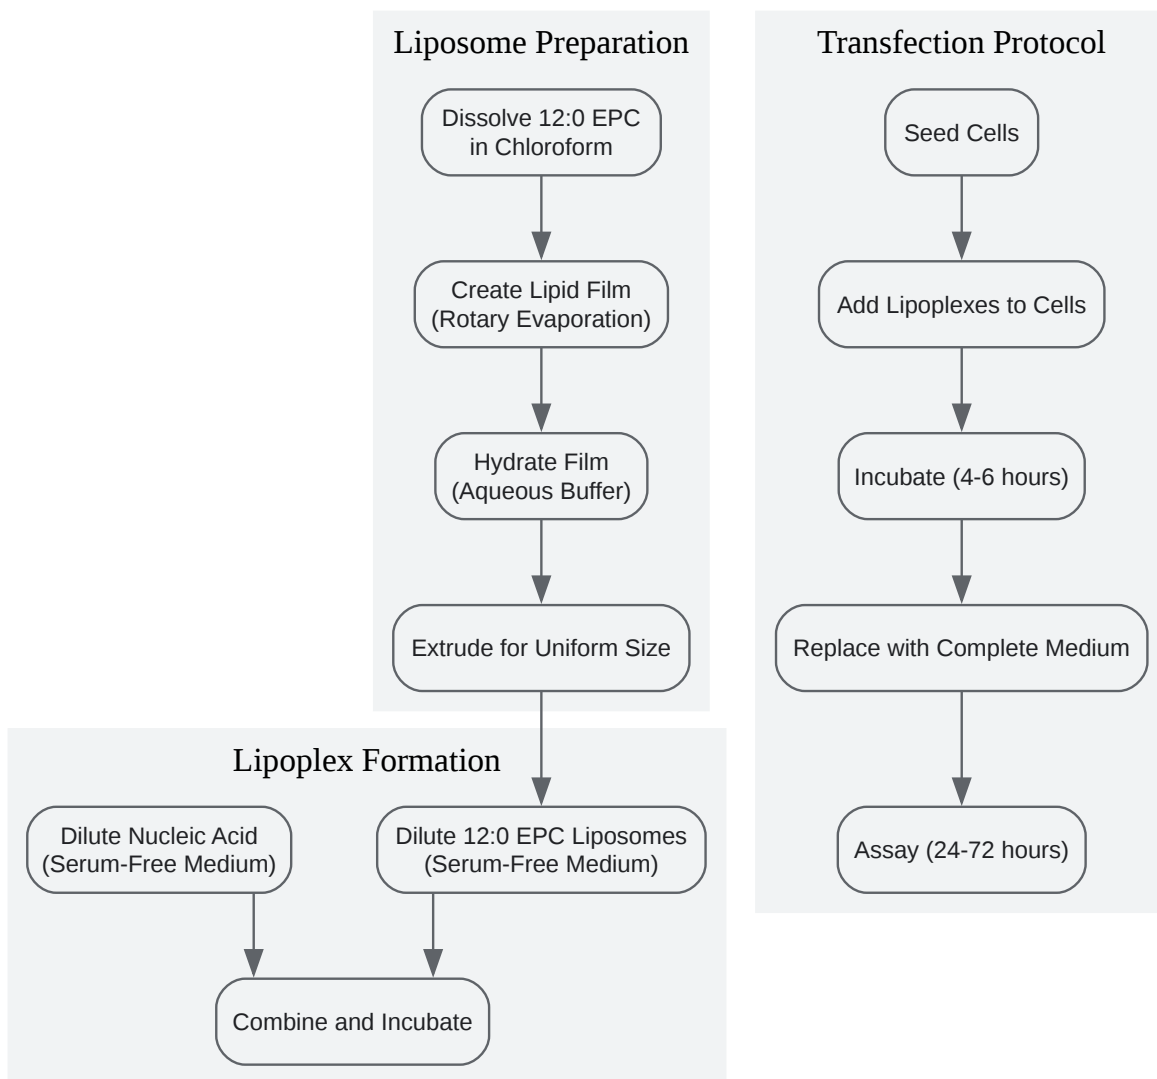 Liposome Preparation
Dissolve 12:0 EPC
in Chloroform
Create Lipid Film
(Rotary Evaporation)
Hydrate Film
(Aqueous Buffer)
Extrude for Uniform Size
Lipoplex Formation
Dilute Nucleic Acid
(Serum-Free Medium)
Dilute 12:0 EPC Liposomes
(Serum-Free Medium)
Combine and Incubate
Transfection Protocol
Seed Cells
Add Lipoplexes to Cells
Incubate (4-6 hours)
Replace with Complete Medium
Assay (24-72 hours)